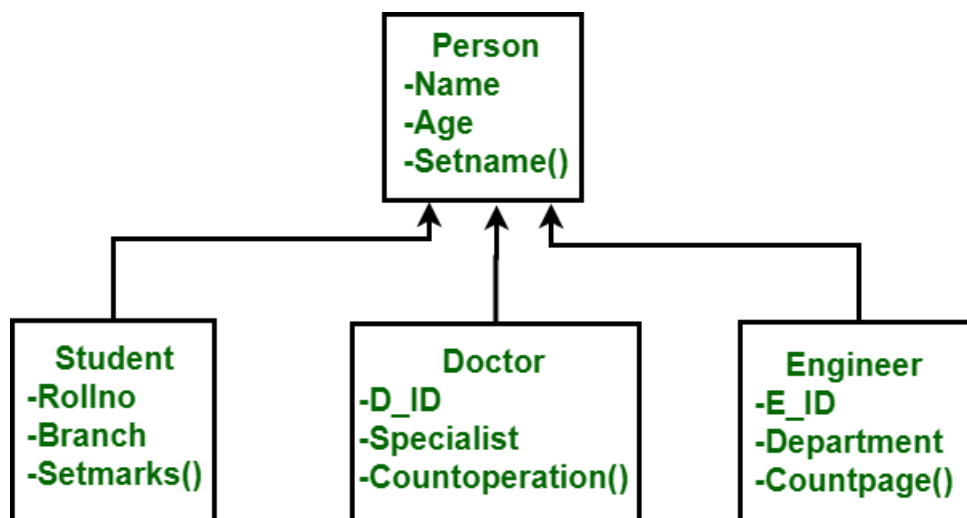 Person
-Name
-Age
-Setname()
Student
-Rollno
-Branch
-Setmarks()
Doctor
-D_ID
-Specialist
-Countoperation()
Engineer
-E_ID
-Department
-Countpage()